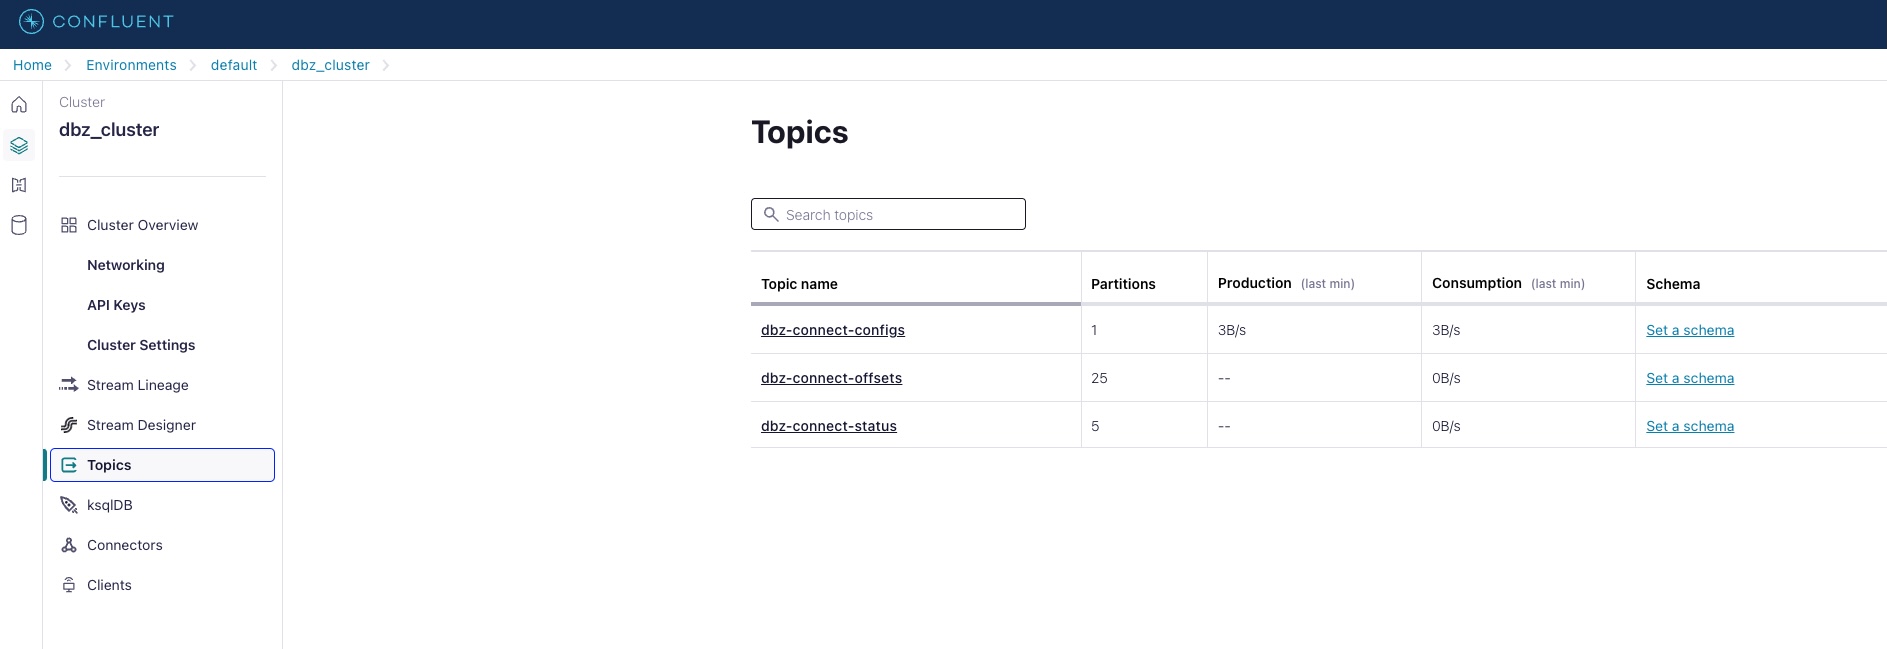 CONFLUENT
Home > Environments > default > dbz_cluster >
Cluster
dbz_cluster
Cluster Overview
Networking
API Keys
Cluster Settings
Stream Lineage
Stream Designer
Topics
ksqlDB
Connectors
Clients
Topics
Search topics
Topic name Partitions Production (last min) Consumption (last min) Schema
dbz-connect-configs 1 3B/s 3B/s Set a schema
dbz-connect-offsets 25 -- 0B/s Set a schema
dbz-connect-status 5 -- 0B/s Set a schema